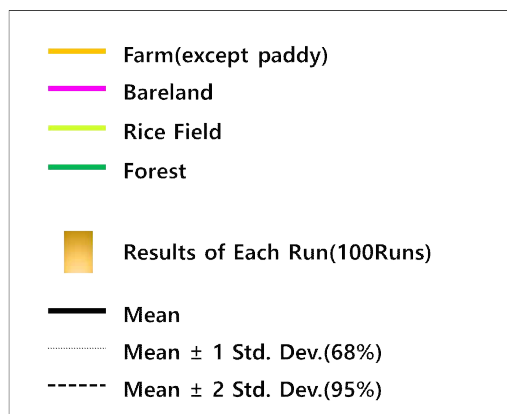 Farm(except paddy)
Bareland
Rice Field
Forest
Results of Each Run(100Runs)
Mean
Mean ± 1 Std. Dev.(68%)
Mean ± 2 Std. Dev.(95%)